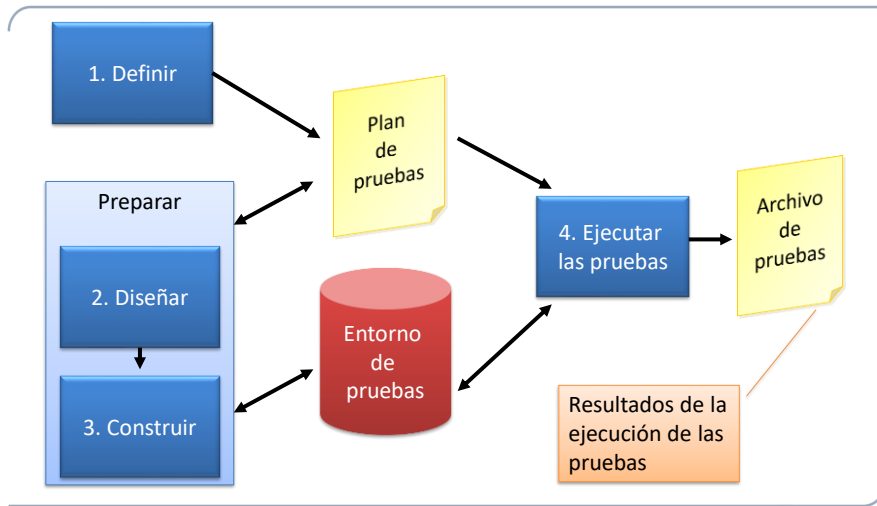 1. Definir
Plan
de
pruebas
Preparar
2. Diseñar
3. Construir
Entorno
de
pruebas
4. Ejecutar
las pruebas
Archivo
de
pruebas
Resultados de la
ejecución de las
pruebas